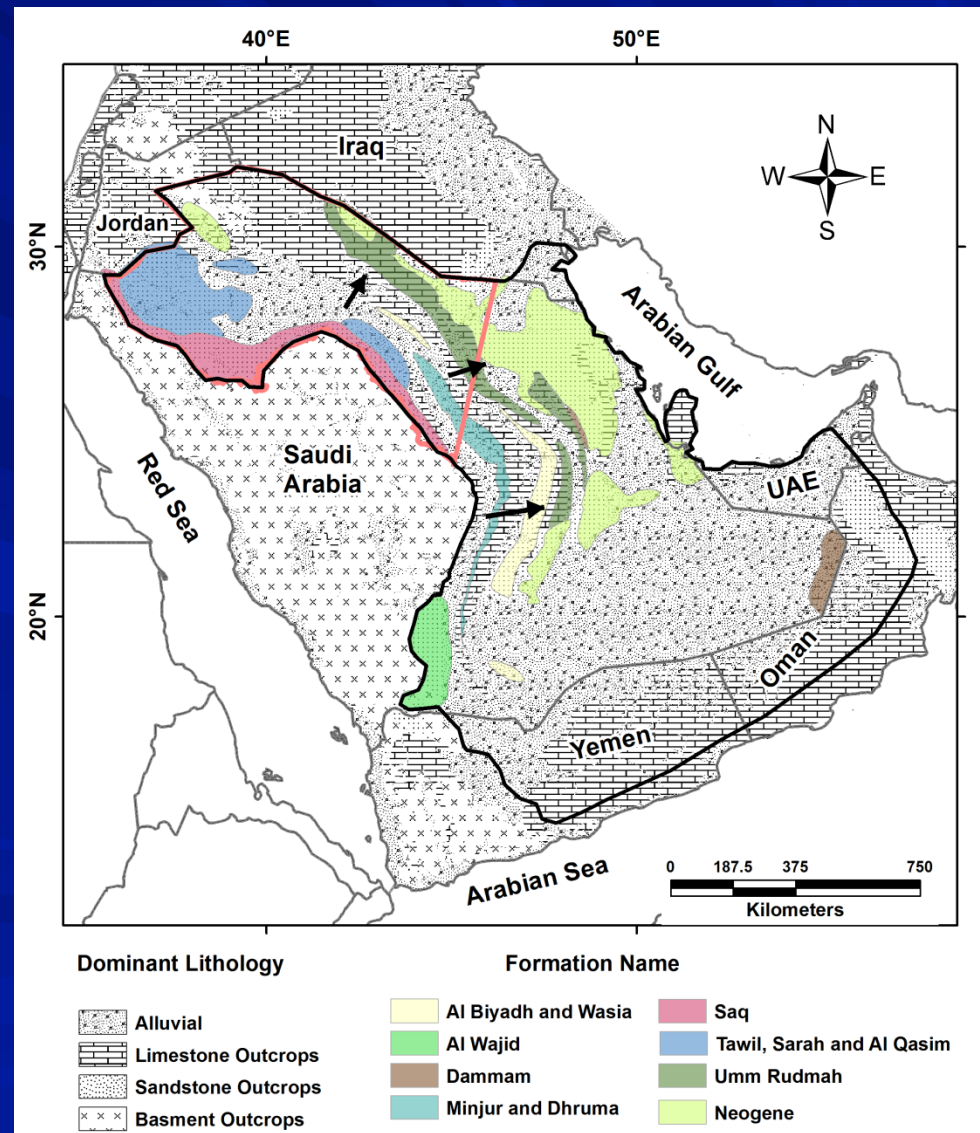 40°E
50°E
Iraq
N
W
E
S
Jordan
30°N
Arabian Gulf
Saudi
Arabia
Red Sea
UAE
20°N
Oman
Yemen
Arabian Sea
0 187.5 375 750
Kilometers
Dominant Lithology
Alluvial
Limestone Outcrops
Sandstone Outcrops
Basment Outcrops
Formation Name
Al Biyadh and Wasia
Al Wajid
Dammam
Minjur and Dhruma
Saq
Tawil, Sarah and Al Qasim
Umm Rudmah
Neogene